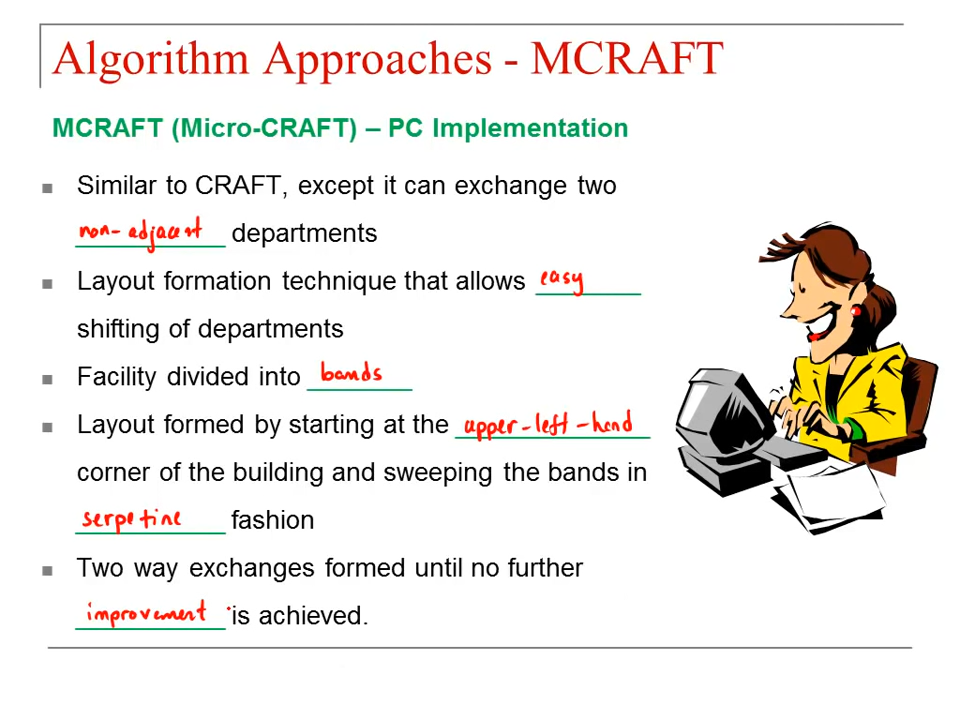 Algorithm Approaches - MCRAFT
MCRAFT (Micro-CRAFT) – PC Implementation
Similar to CRAFT, except it can exchange two
non-adjacent departments
Layout formation technique that allows easy
shifting of departments
Facility divided into bands
Layout formed by starting at the upper-left-hand
corner of the building and sweeping the bands in
serpetine fashion
Two way exchanges formed until no further
improvement is achieved.